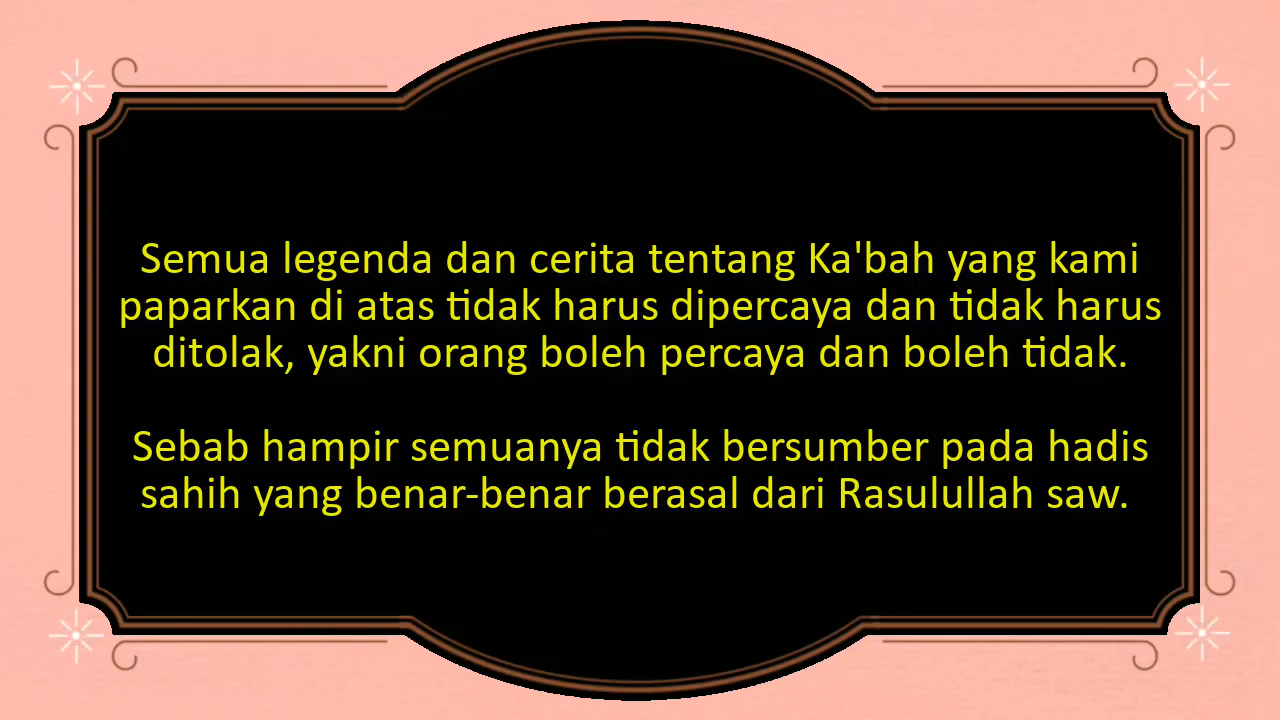 Semua legenda dan cerita tentang Ka'bah yang kami
paparkan di atas tidak harus dipercaya dan tidak harus
ditolak, yakni orang boleh percaya dan boleh tidak.
Sebab hampir semuanya tidak bersumber pada hadis
sahih yang benar-benar berasal dari Rasulullah saw.